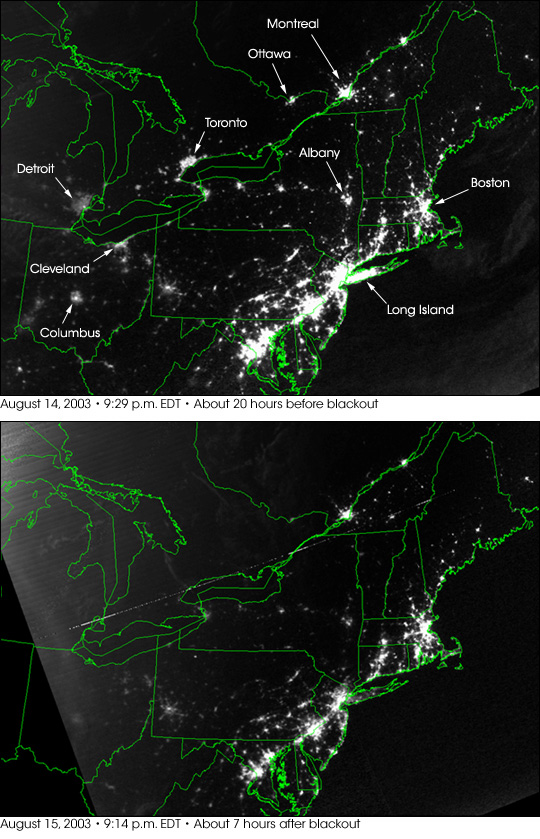 Montreal
Ottawa
Toronto
Albany
Detroit
Boston
Cleveland
Long Island
Columbus
August 14, 2003 • 9:29 p.m. EDT • About 20 hours before blackout
August 15, 2003 • 9:14 p.m. EDT • About 7 hours after blackout